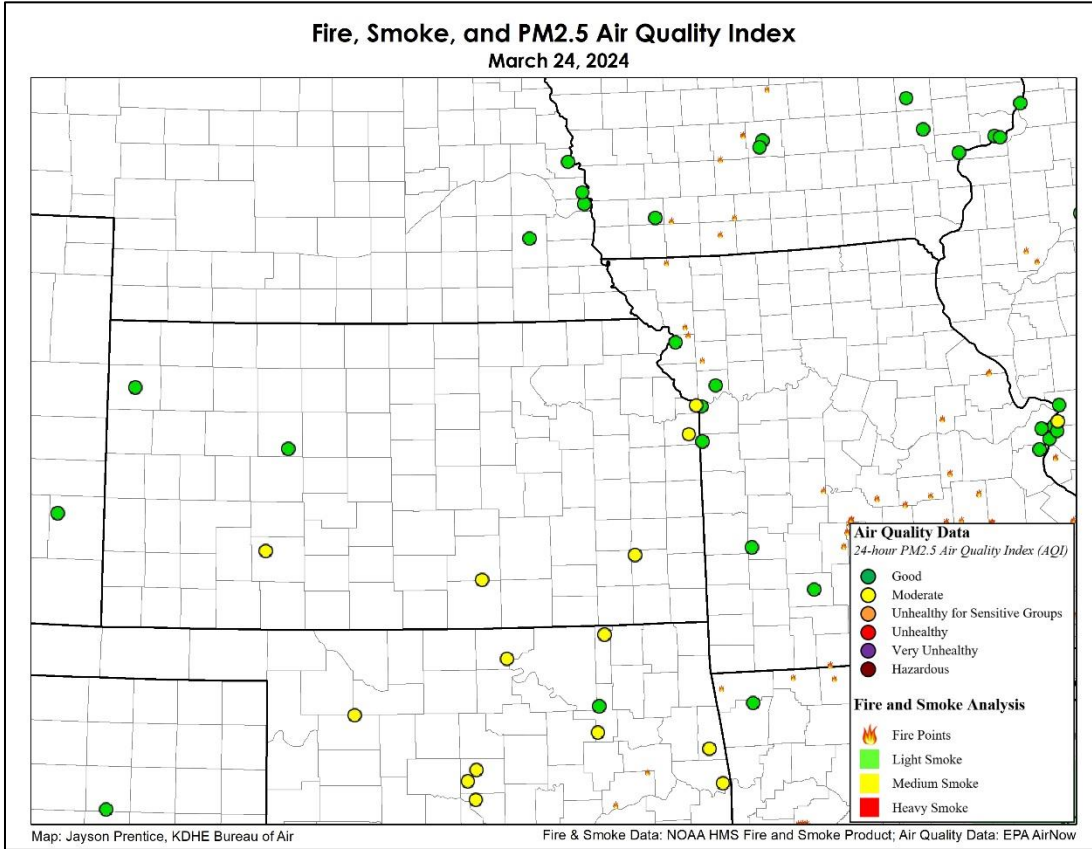 Fire, Smoke, and PM2.5 Air Quality Index
March 24, 2024
Air Quality Data
24-hour PM2.5 Air Quality Index (AQI)
Good
Moderate
Unhealthy for Sensitive Groups
Unhealthy
Very Unhealthy
Hazardous
Fire and Smoke Analysis
Fire Points
Light Smoke
Medium Smoke
Heavy Smoke
Map: Jayson Prentice, KDHE Bureau of Air
Fire & Smoke Data: NOAA HMS Fire and Smoke Product; Air Quality Data: EPA AirNow